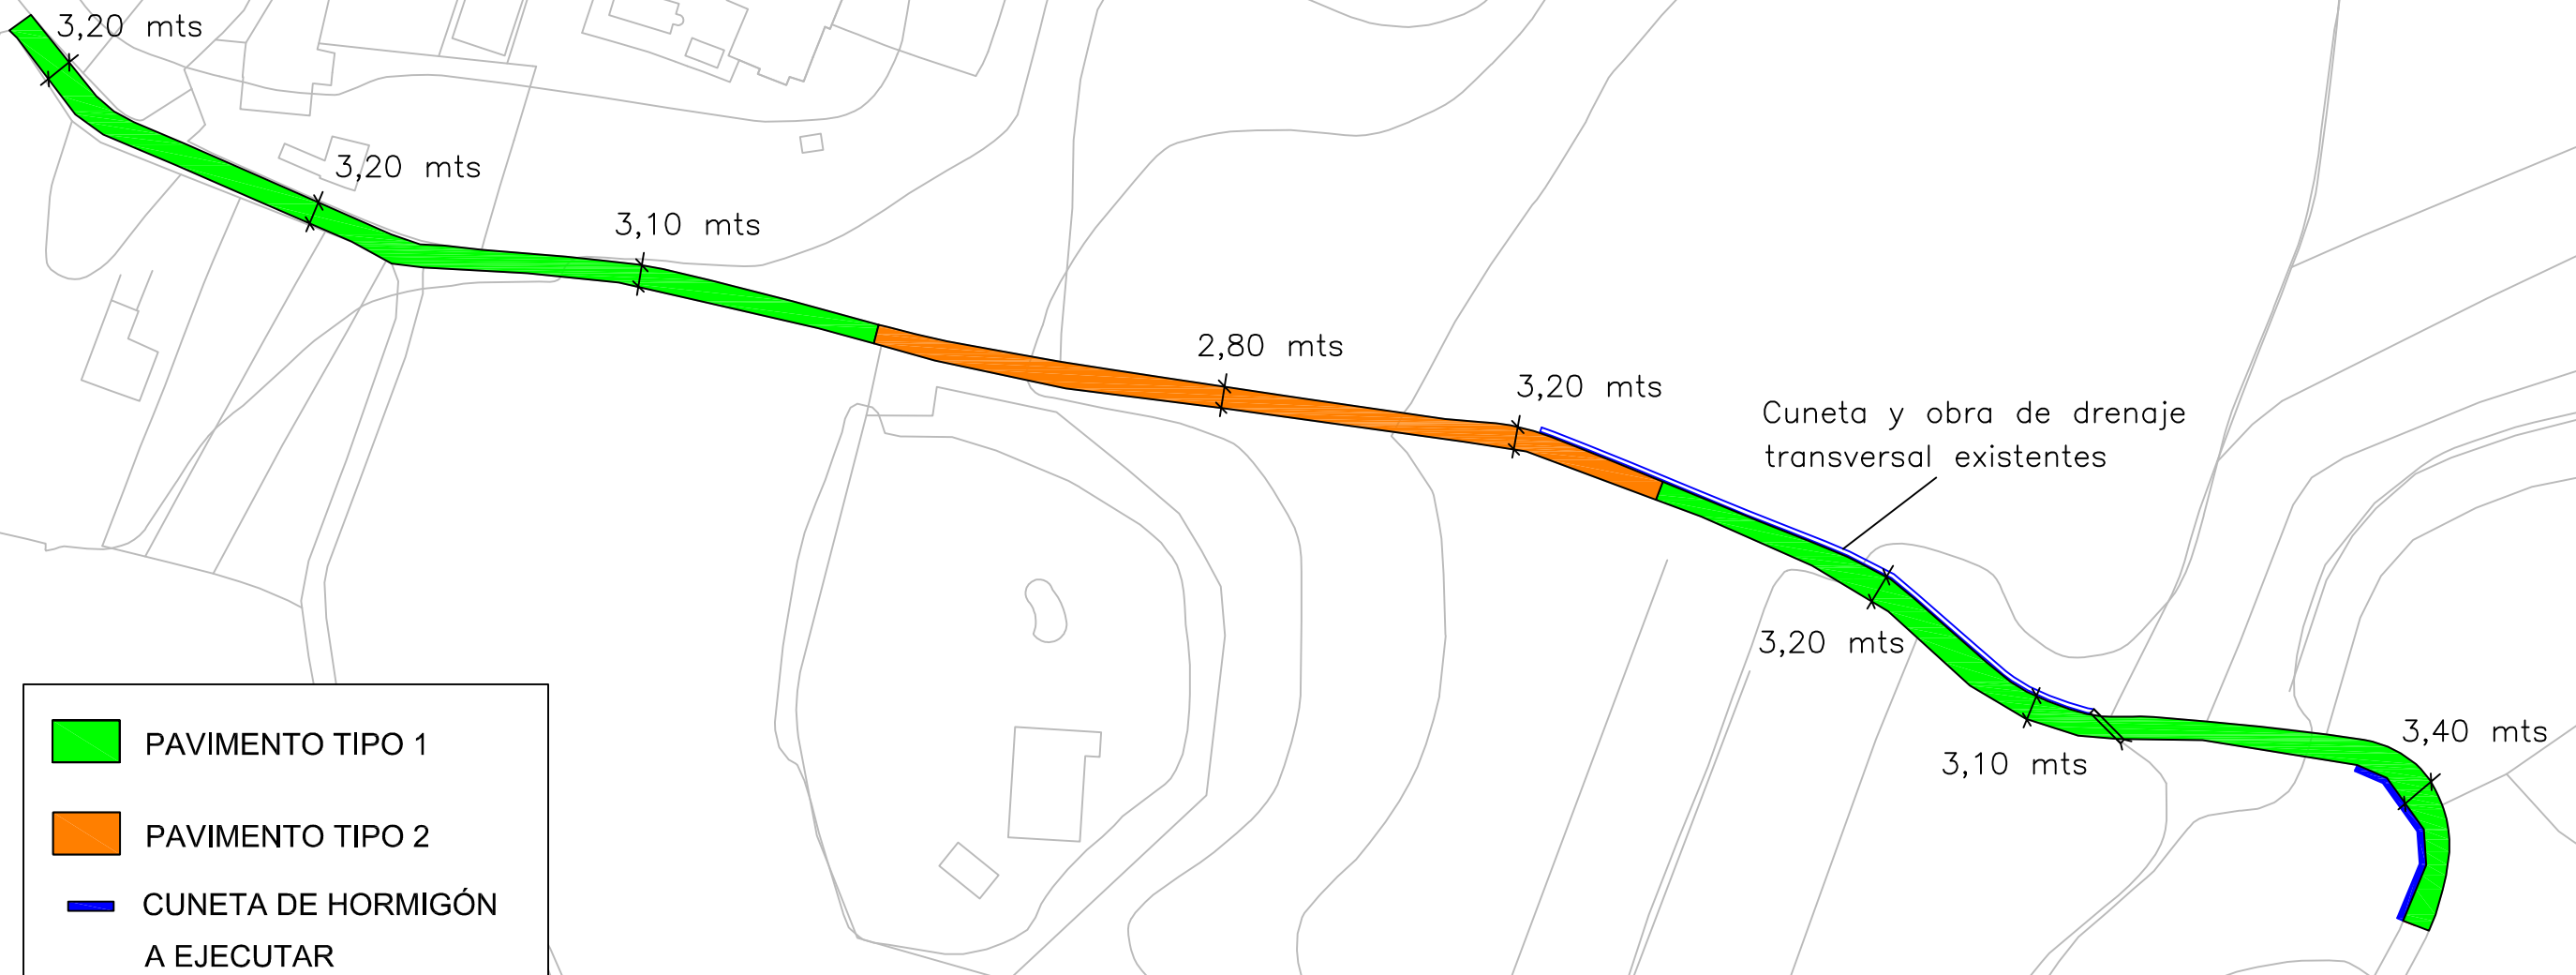 3,20 mts
3,20 mts
3,10 mts
2,80 mts
3,20 mts
Cuneta y obra de drenaje
transversal existentes
3,20 mts
3,10 mts
3,40 mts
PAVIMENTO TIPO 1
PAVIMENTO TIPO 2
CUNETA DE HORMIGÓN
A EJECUTAR